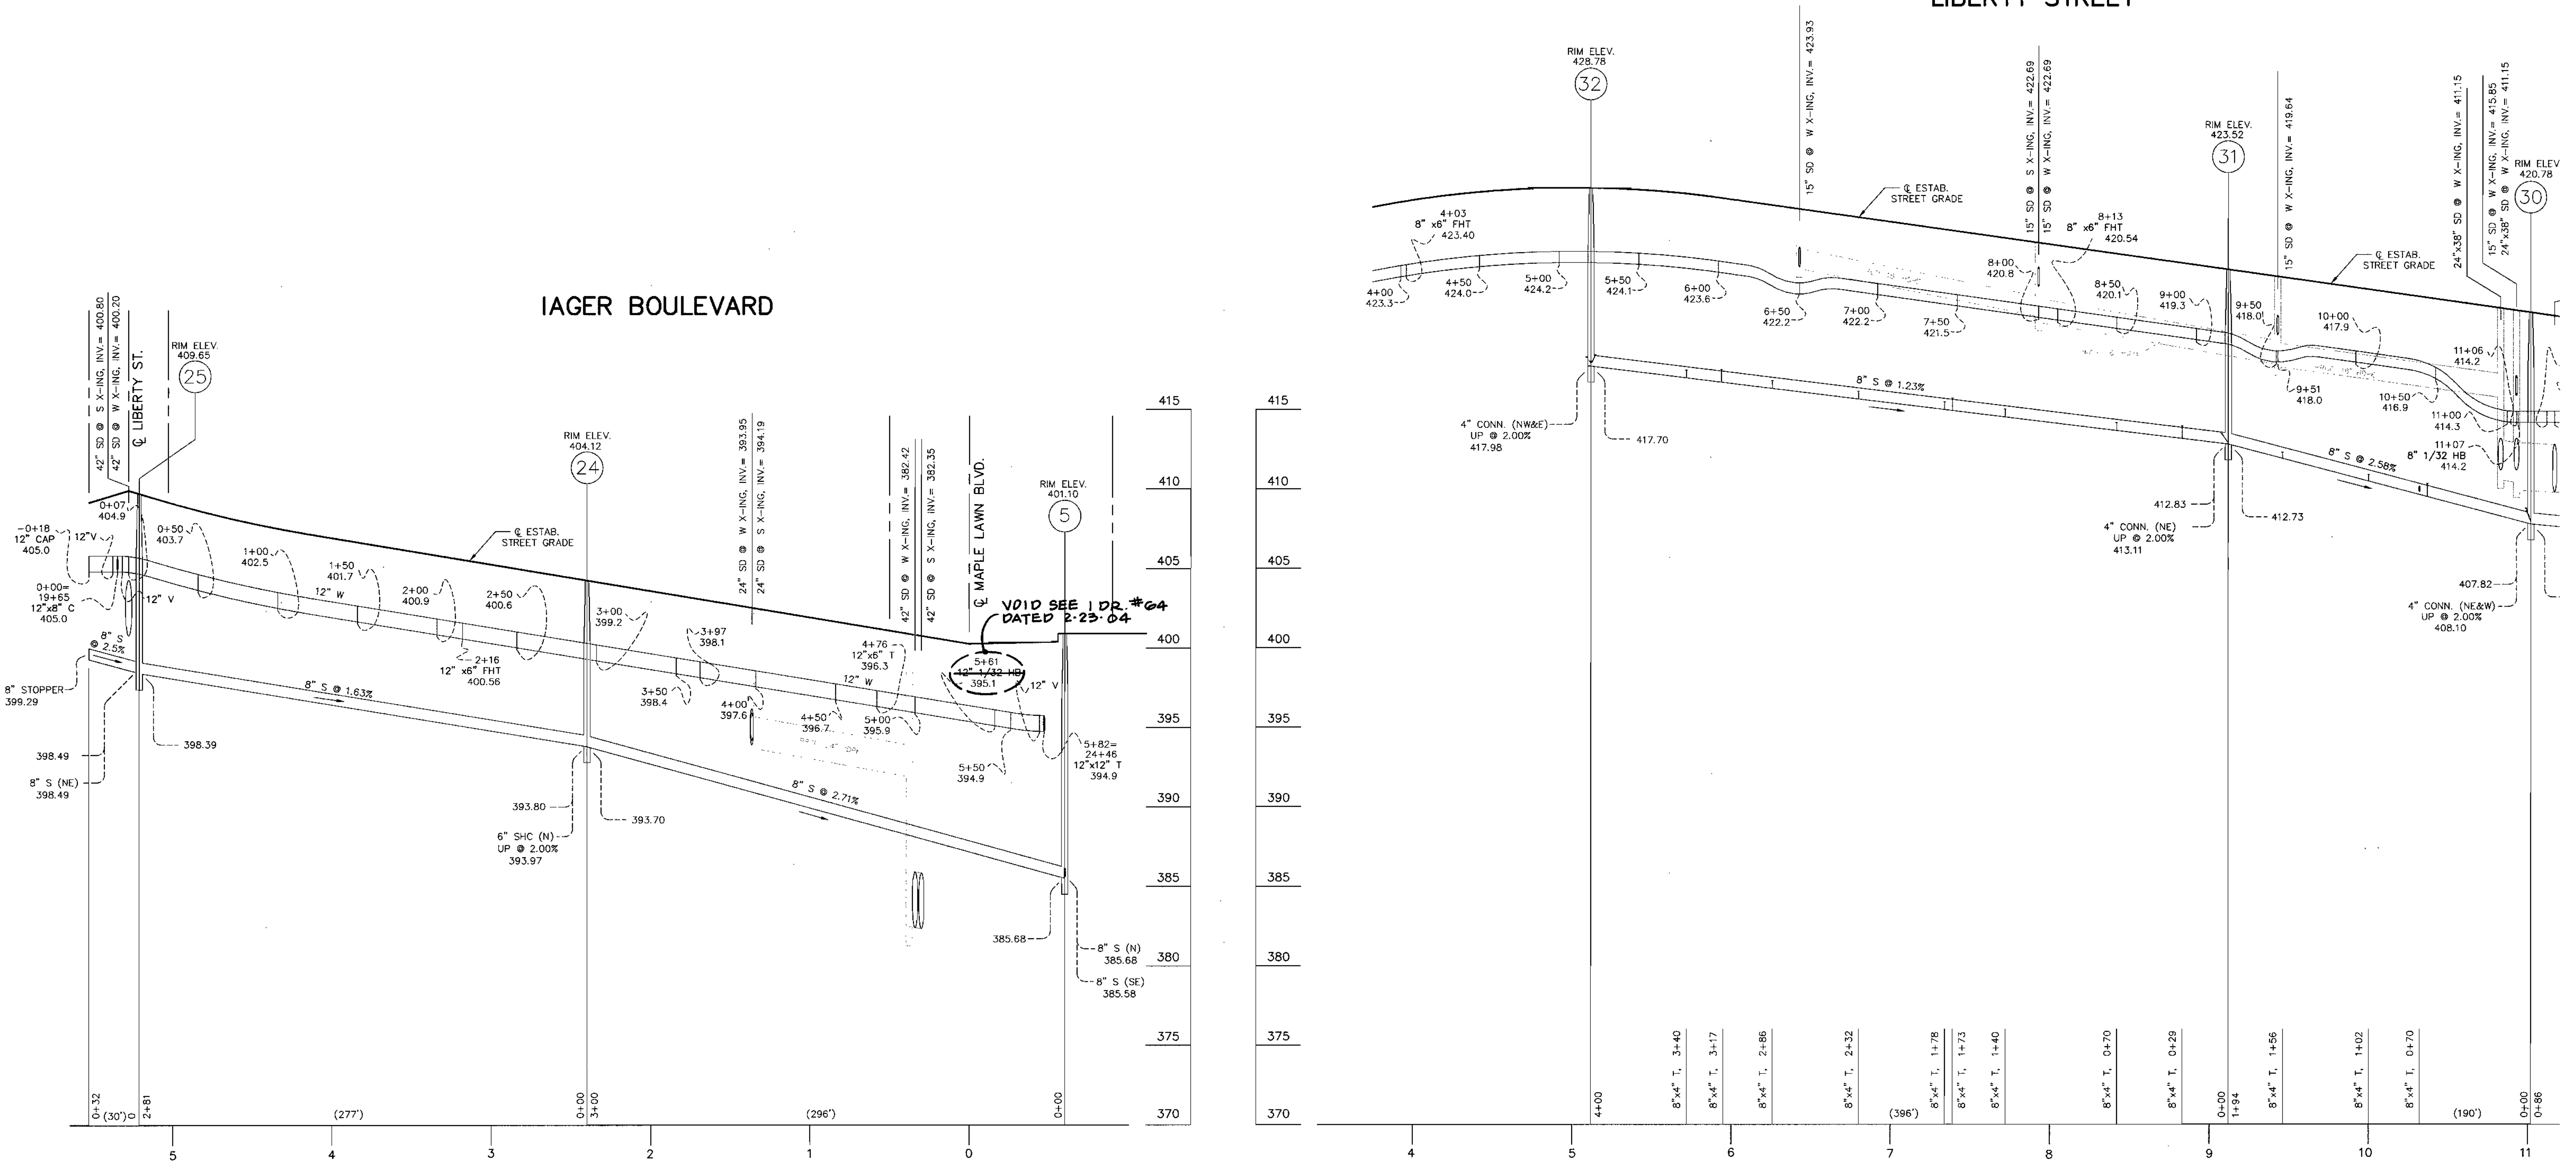 IAGER BOULEVARD
42" SD @ S X-ING, INV.= 400.80
42" SD @ W X-ING, INV.= 400.20
℄ LIBERTY ST.
RIM ELEV.
409.65
25
RIM ELEV.
404.12
24
24" SD @ W X-ING, INV.= 393.95
24" SD @ S X-ING, INV.= 394.19
42" SD @ W X-ING, INV.= 382.42
42" SD @ S X-ING, INV.= 382.35
℄ MAPLE LAWN BLVD.
RIM ELEV.
401.10
5
VOID SEE I DR. #64
DATED 2-23-04
5+61
12" 1/32 HB
395.1
℄ ESTAB.
STREET GRADE
-0+18
12" CAP
405.0
12"V
0+07
404.9
0+50
403.7
1+00
402.5
1+50
401.7
12" W
2+00
400.9
2+50
400.6
3+00
399.2
3+97
398.1
4+76
12"x6" T
396.3
12" W
12" V
0+00=
19+65
12"x8" C
405.0
12" V
8" S
@ 2.5%
8" STOPPER
399.29
2+16
12" x6" FHT
400.56
3+50
398.4
4+00
397.6
4+50
396.7
5+00
395.9
5+50
394.9
5+82=
24+46
12"x12" T
394.9
8" S @ 1.63%
8" S @ 2.71%
398.49
398.39
8" S (NE)
398.49
393.80
393.70
6" SHC (N)
UP @ 2.00%
393.97
385.68
8" S (N)
385.68
8" S (SE)
385.58
415
410
405
400
395
390
385
380
375
370
0+32
(30')
0
2+81
(277')
0+00
3+00
(296')
0+00
5
4
3
2
1
0
LIBERTY STREET
RIM ELEV.
428.78
32
15" SD @ W X-ING, INV.= 423.93
15" SD @ S X-ING, INV.= 422.69
15" SD @ W X-ING, INV.= 422.69
RIM ELEV.
423.52
31
15" SD @ W X-ING, INV.= 419.64
24"x38" SD @ W X-ING, INV.= 411.15
15" SD @ W X-ING, INV.= 415.85
24"x38" SD @ W X-ING, INV.= 411.15
RIM ELEV
420.78
30
℄ ESTAB.
STREET GRADE
℄ ESTAB.
STREET GRADE
4+03
8" x6" FHT
423.40
4+00
423.3
4+50
424.0
5+00
424.2
5+50
424.1
6+00
423.6
6+50
422.2
7+00
422.2
7+50
421.5
8+00
420.8
8+13
8" x6" FHT
420.54
8+50
420.1
9+00
419.3
9+50
418.0
9+51
418.0
10+00
417.9
10+50
416.9
11+00
414.3
11+06
414.2
11+07
8" 1/32 HB
414.2
8" S @ 1.23%
8" S @ 2.58%
4" CONN. (NW&E)
UP @ 2.00%
417.98
417.70
412.83
4" CONN. (NE)
UP @ 2.00%
413.11
412.73
407.82
4" CONN. (NE&W)
UP @ 2.00%
408.10
415
410
405
400
395
390
385
380
375
370
4+00
8"x4" T, 3+40
8"x4" T, 3+17
8"x4" T, 2+86
8"x4" T, 2+32
(396')
8"x4" T, 1+78
8"x4" T, 1+73
8"x4" T, 1+40
8"x4" T, 0+70
8"x4" T, 0+29
0+00
1+94
8"x4" T, 1+56
8"x4" T, 1+02
8"x4" T, 0+70
(190')
0+00
0+86
4
5
6
7
8
9
10
11